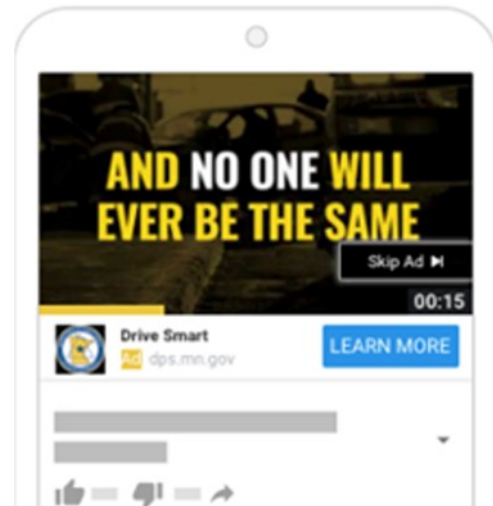 AND NO ONE WILL
EVER BE THE SAME
Skip Ad
00:15
Drive Smart
LEARN MORE
Ad dps.mn.gov